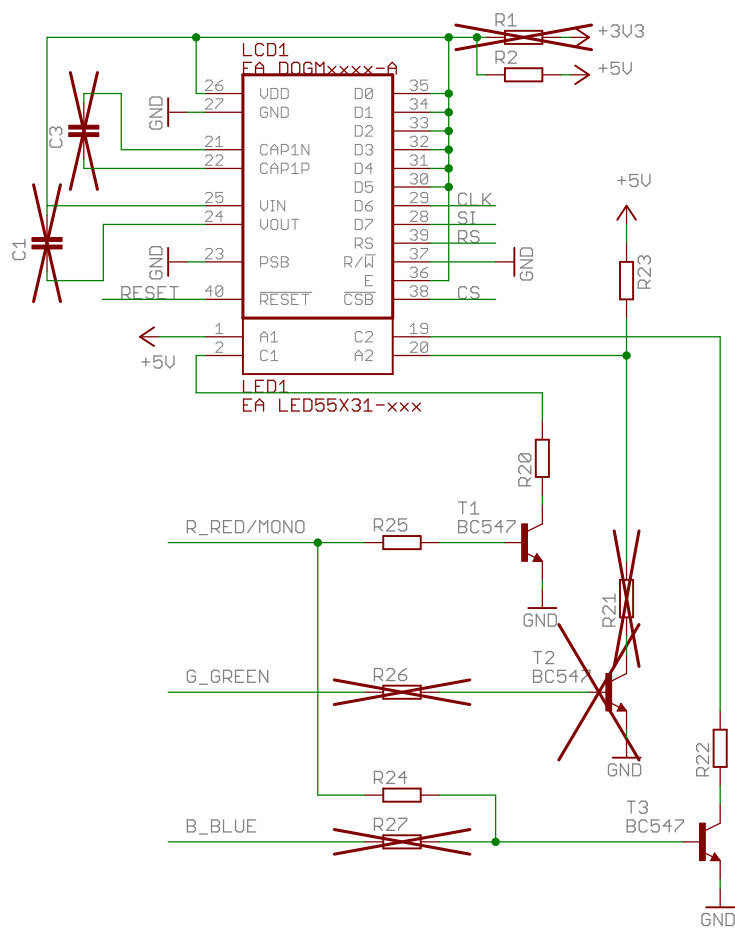 R1
+3V3
LCD1
R2
EA DOGMxxxx-A
+5V
26 VDD D0 35
27 GND D1 34
GND
D2 33
C3
21 CAP1N D3 32
22 CAP1P D4 31
D5 30
25 VIN D6 29 CLK
24 VOUT D7 28 SI
C1
RS 39 RS
GND
23 PSB R/W 37
GND
E 36
RESET 40 RESET CSB 38 CS
+5V
R23
1 A1 C2 19
+5V
2 C1 A2 20
LED1
EA LED55X31-xxx
R20
T1
BC547
R_RED/MONO
R25
GND
R21
T2
BC547
G_GREEN
R26
GND
R22
R24
T3
BC547
B_BLUE
R27
GND